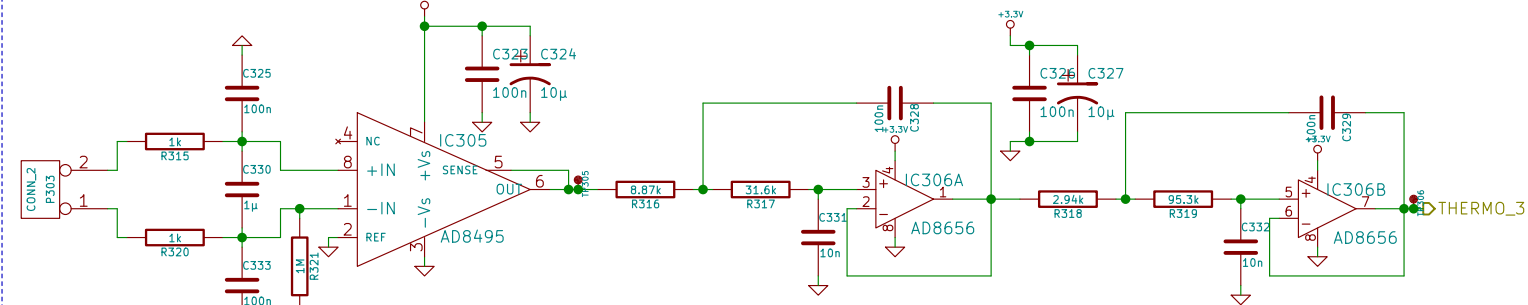 +3.3V
C325
100n
C323
C324
100n
10µ
C326
C327
100n
10µ
100n
C328
100n
C329
+3.3V
+3.3V
CONN_2
P303
2
1
1k
R315
C330
1µ
1k
R320
C333
100n
1M
R321
4
NC
8
+IN
1
-IN
2
REF
7
+Vs
-Vs
3
IC305
SENSE
5
OUT
6
AD8495
TP305
8.87k
R316
31.6k
R317
C331
10n
3
2
+
-
4
8
1
IC306A
AD8656
2.94k
R318
95.3k
R319
C332
10n
5
6
+
-
4
8
7
IC306B
AD8656
TP306
THERMO_3